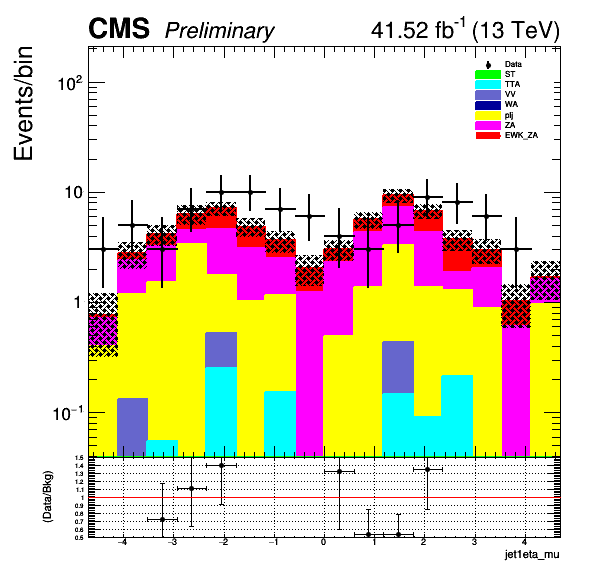 CMS Preliminary 41.52 fb⁻¹ (13 TeV)
Events/bin
10²
10
1
10⁻¹
Data
ST
TTA
VV
WA
plj
ZA
EWK_ZA
(Data/Bkg)
1.5
1.4
1.3
1.2
1.1
1
0.9
0.8
0.7
0.6
0.5
−4 −3 −2 −1 0 1 2 3 4
jet1eta_mu